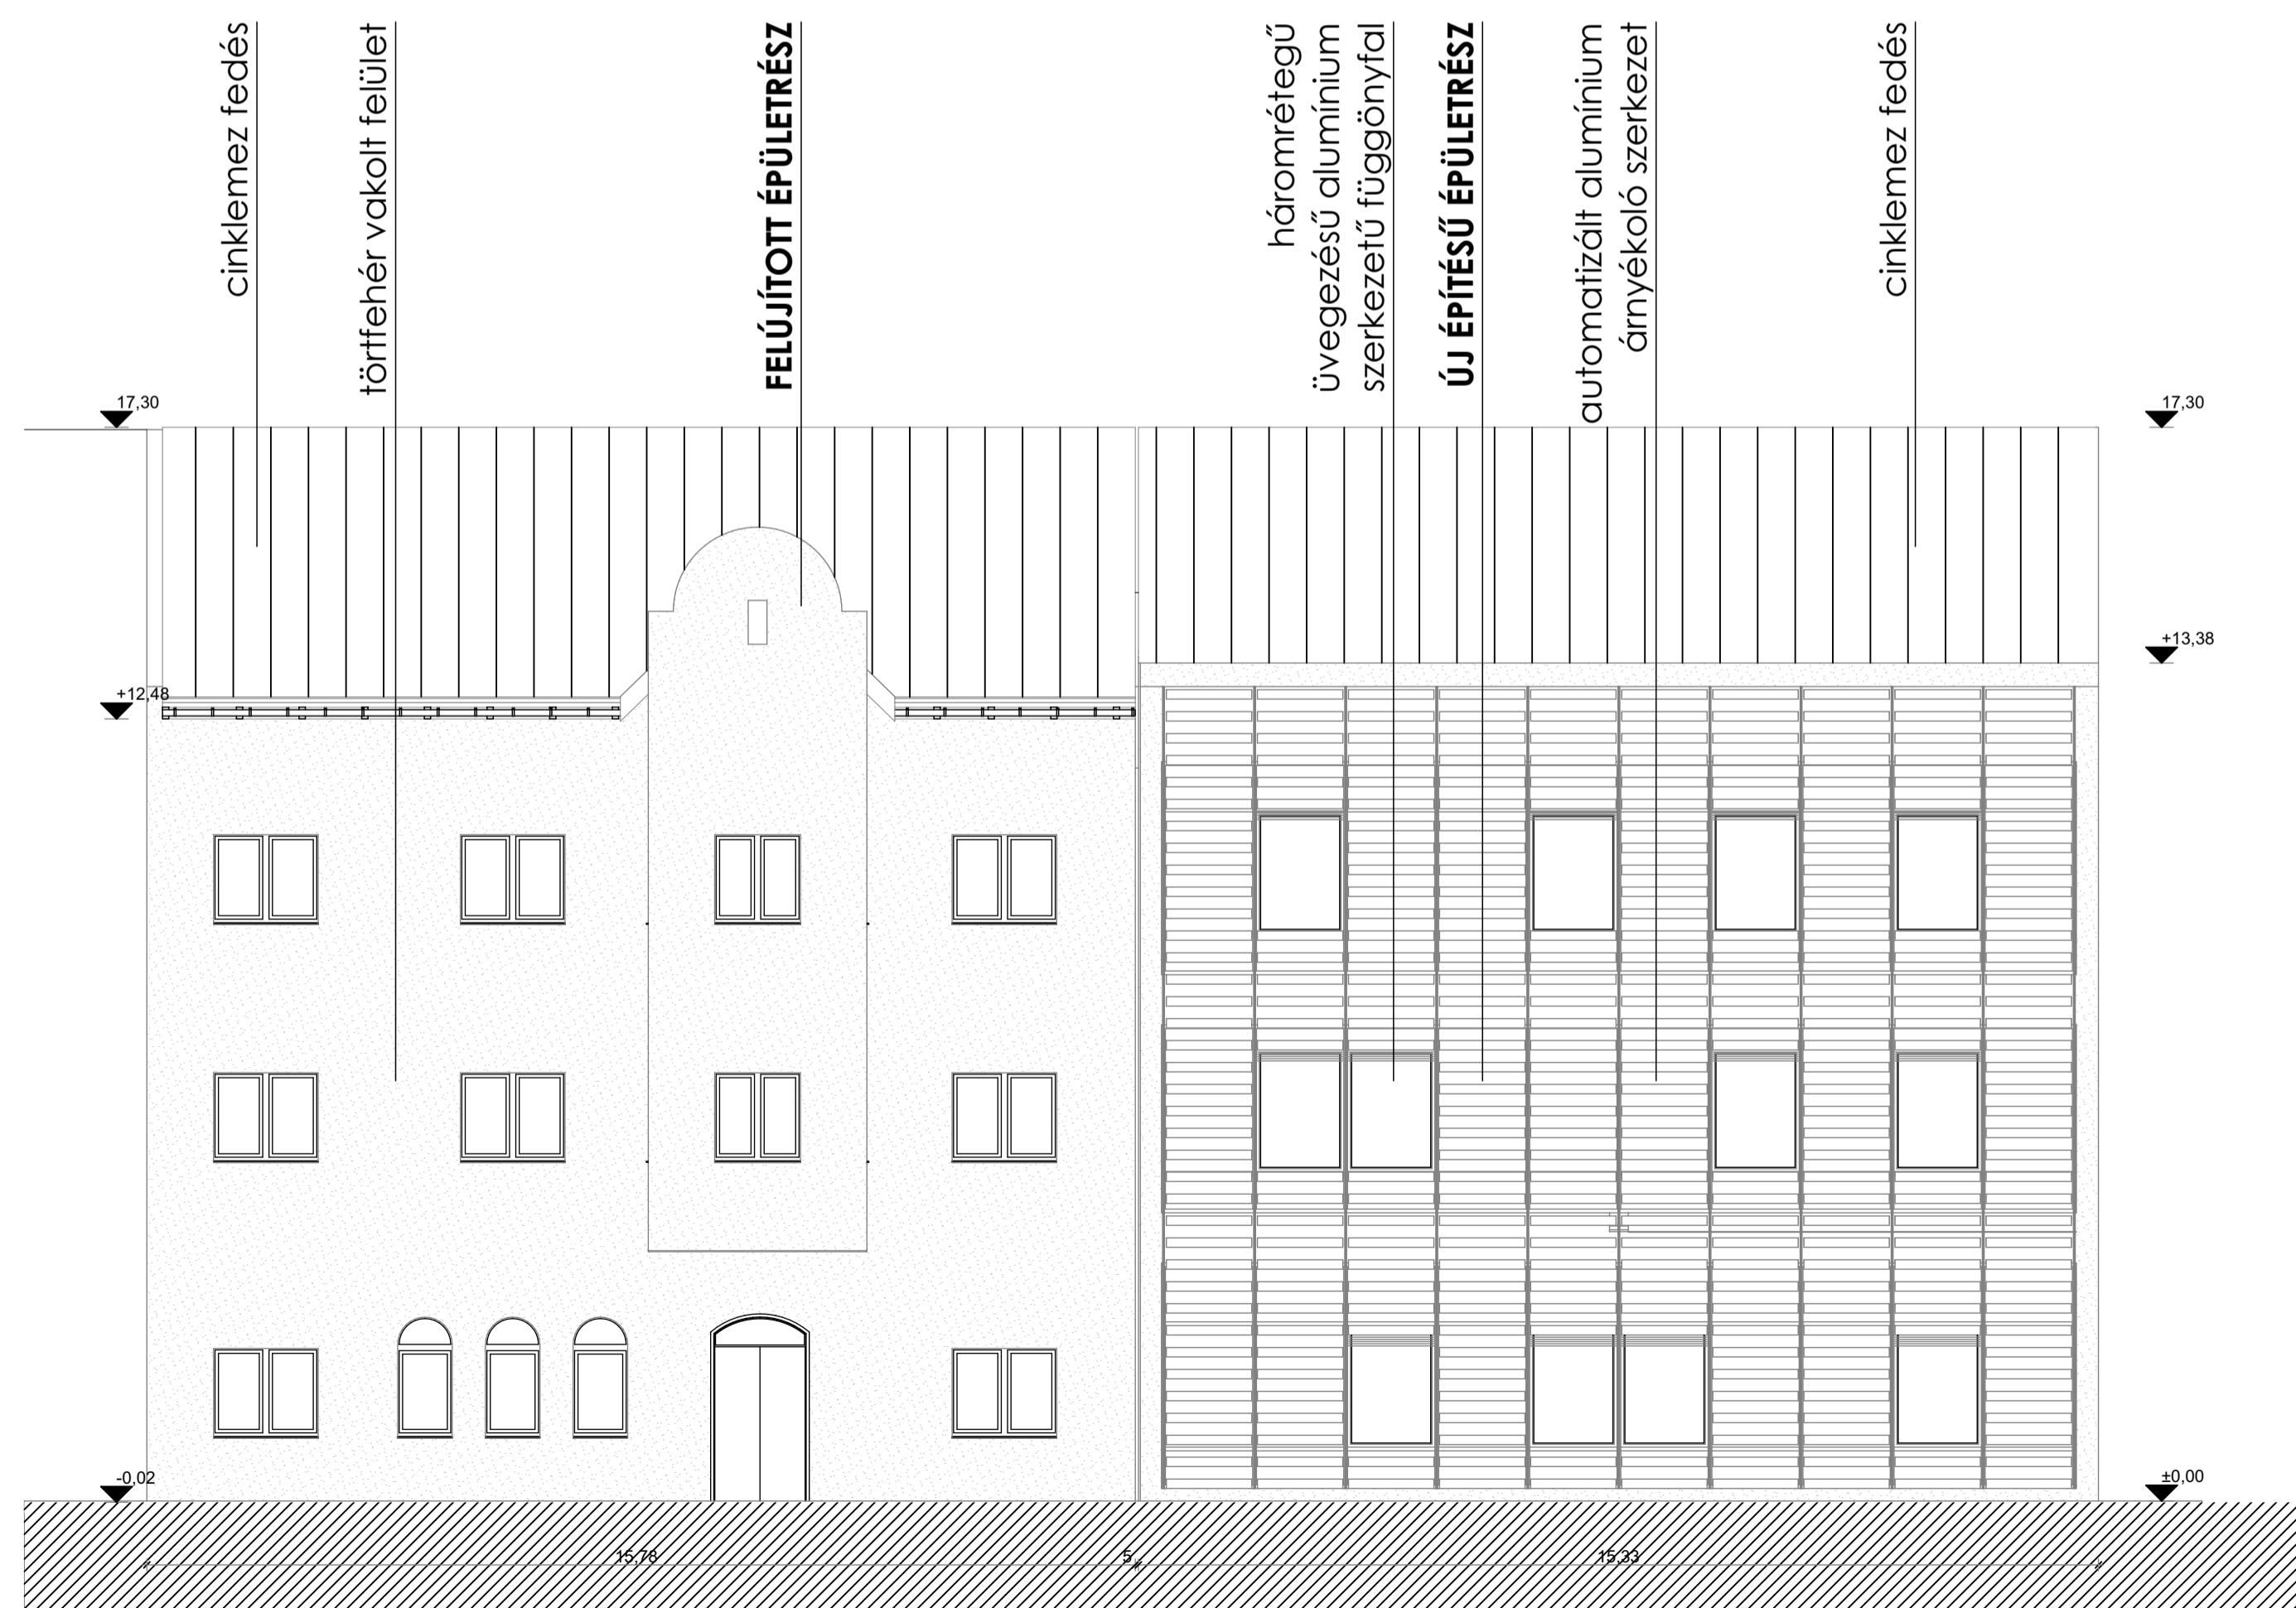 cinklemez fedés
törtfehér vakolt felület
FELÚJÍTOTT ÉPÜLETRÉSZ
háromrétegű
üvegezésű alumínium
szerkezetű függönyfal
ÚJ ÉPÍTÉSŰ ÉPÜLETRÉSZ
automatizált alumínium
árnyékoló szerkezet
cinklemez fedés
17,30
17,30
+13,38
+12,48
-0,02
±0,00
15,78
5
15,33